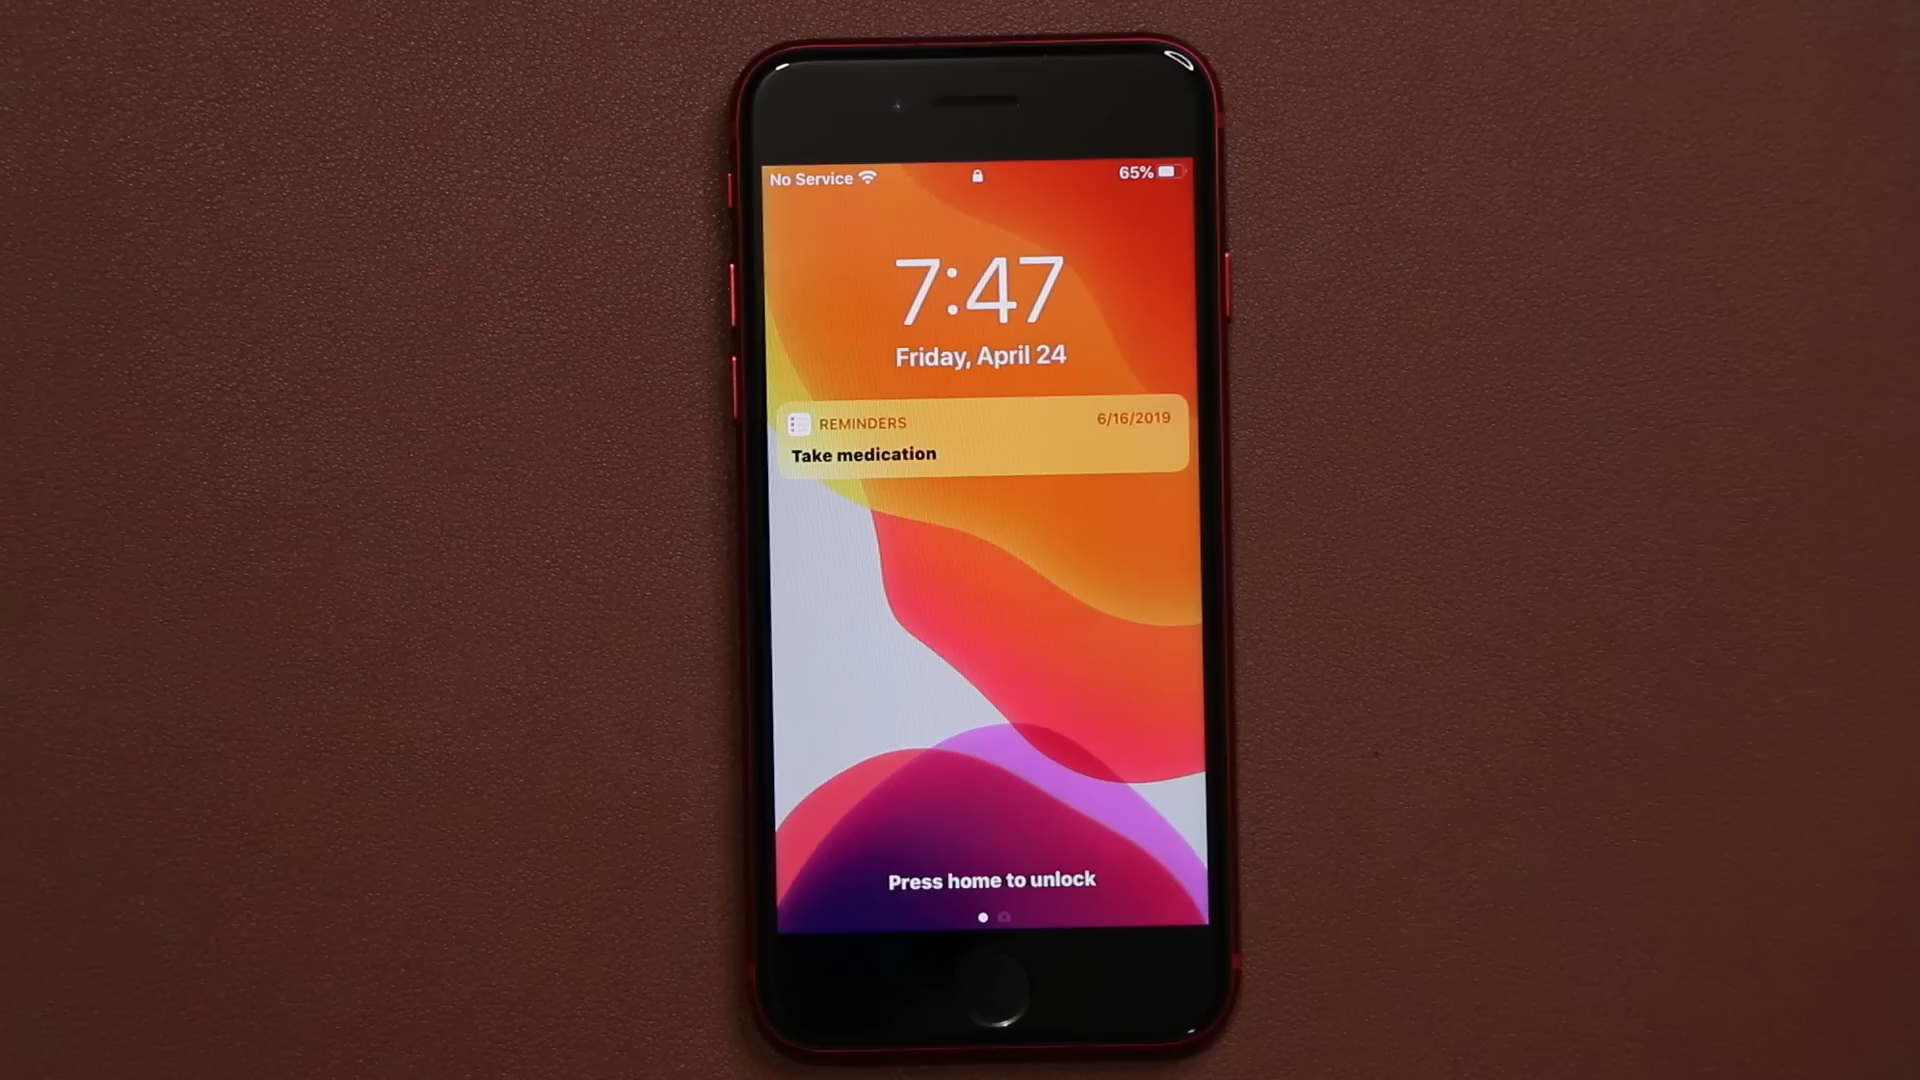 No Service
65%
7:47
Friday, April 24
REMINDERS
6/16/2019
Take medication
Press home to unlock